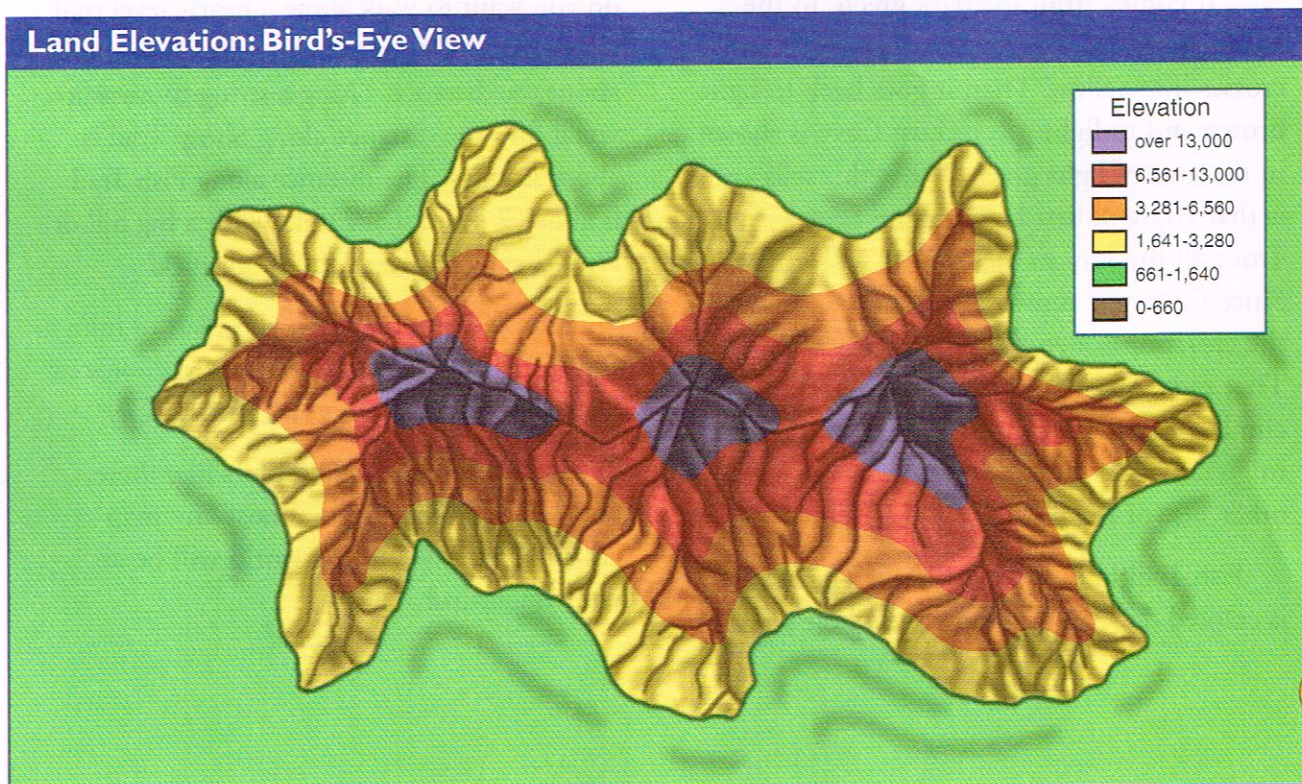 Land Elevation: Bird's-Eye View
Elevation
over 13,000
6,561-13,000
3,281-6,560
1,641-3,280
661-1,640
0-660